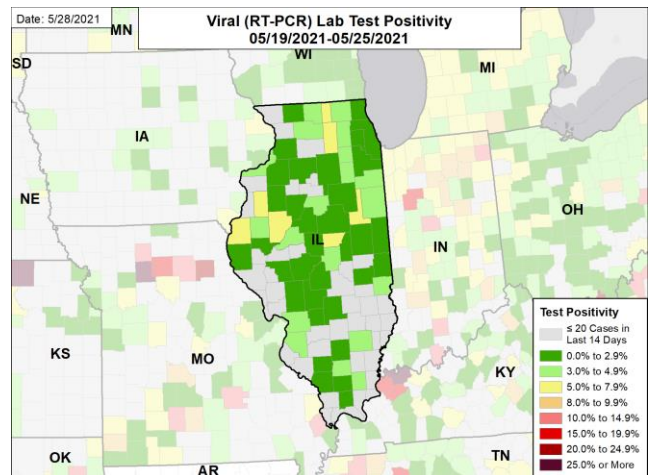 Date: 5/28/2021
Viral (RT-PCR) Lab Test Positivity
05/19/2021-05/25/2021
MN
SD
WI
MI
IA
NE
IL
IN
OH
KS
MO
KY
OK
AR
TN
Test Positivity
≤ 20 Cases in
Last 14 Days
0.0% to 2.9%
3.0% to 4.9%
5.0% to 7.9%
8.0% to 9.9%
10.0% to 14.9%
15.0% to 19.9%
20.0% to 24.9%
25.0% or More